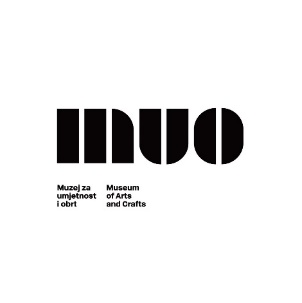 muo
Muzej za
umjetnost
i obrt
Museum
of Arts
and Crafts